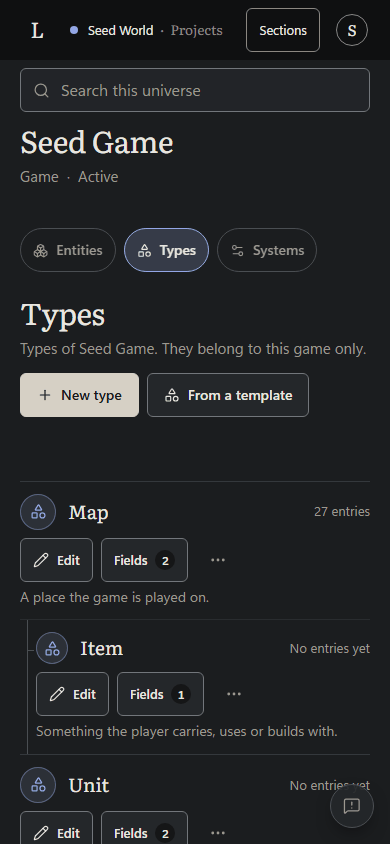 L Seed World · Projects Sections S
Search this universe
Seed Game
Game · Active
Entities Types Systems
Types
Types of Seed Game. They belong to this game only.
New type From a template
Map 27 entries
Edit Fields 2 ...
A place the game is played on.
Item No entries yet
Edit Fields 1 ...
Something the player carries, uses or builds with.
Unit No entries yet
Edit Fields 2 ...